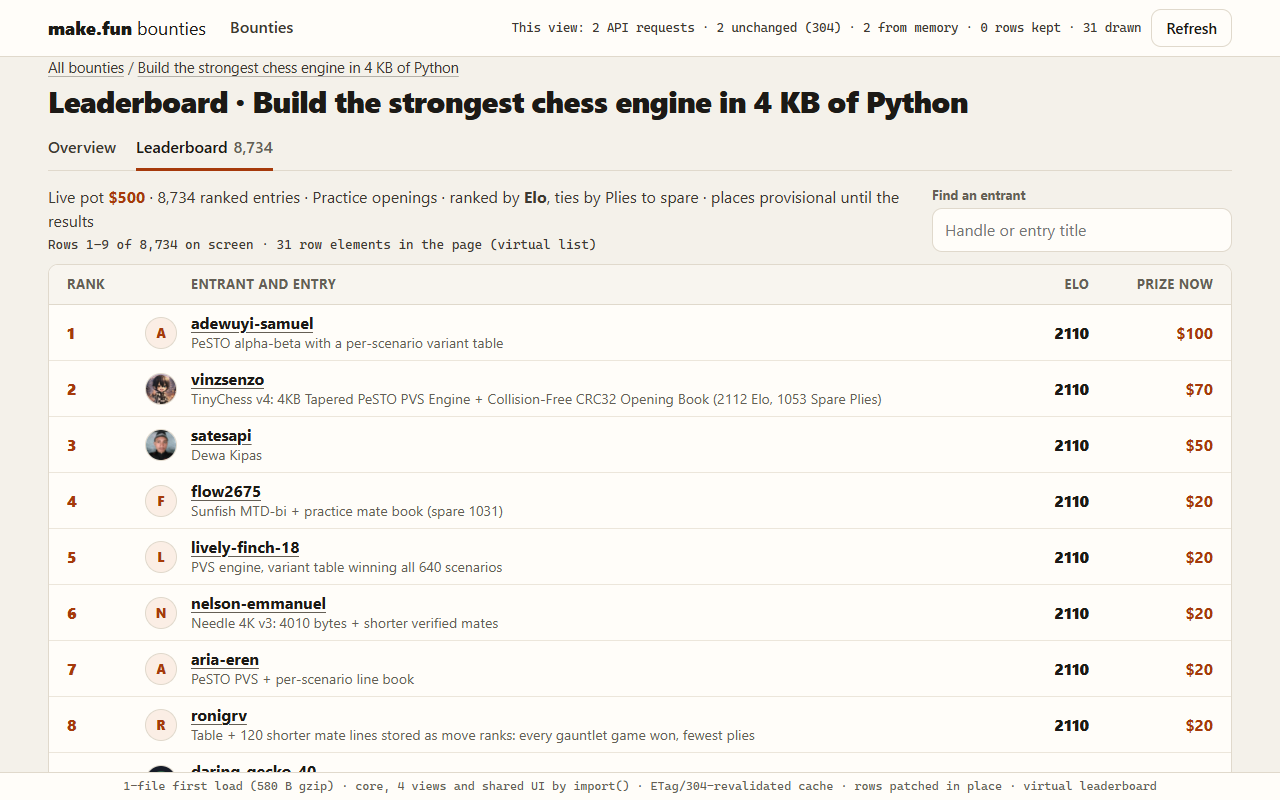 make.fun bounties
Bounties
This view: 2 API requests · 2 unchanged (304) · 2 from memory · 0 rows kept · 31 drawn
Refresh
All bounties / Build the strongest chess engine in 4 KB of Python
Leaderboard · Build the strongest chess engine in 4 KB of Python
Overview
Leaderboard 8,734
Live pot $500 · 8,734 ranked entries · Practice openings · ranked by Elo, ties by Plies to spare · places provisional until the
results
Rows 1–9 of 8,734 on screen · 31 row elements in the page (virtual list)
Find an entrant
Handle or entry title
RANK ENTRANT AND ENTRY ELO PRIZE NOW
1 A adewuyi-samuel 2110 $100
PeSTO alpha-beta with a per-scenario variant table
2 vinzsenzo 2110 $70
TinyChess v4: 4KB Tapered PeSTO PVS Engine + Collision-Free CRC32 Opening Book (2112 Elo, 1053 Spare Plies)
3 satesapi 2110 $50
Dewa Kipas
4 F flow2675 2110 $20
Sunfish MTD-bi + practice mate book (spare 1031)
5 L lively-finch-18 2110 $20
PVS engine, variant table winning all 640 scenarios
6 N nelson-emmanuel 2110 $20
Needle 4K v3: 4010 bytes + shorter verified mates
7 A aria-eren 2110 $20
PeSTO PVS + per-scenario line book
8 R ronigrv 2110 $20
Table + 120 shorter mate lines stored as move ranks: every gauntlet game won, fewest plies
daring-gecko-40
1-file first load (580 B gzip) · core, 4 views and shared UI by import() · ETag/304-revalidated cache · rows patched in place · virtual leaderboard